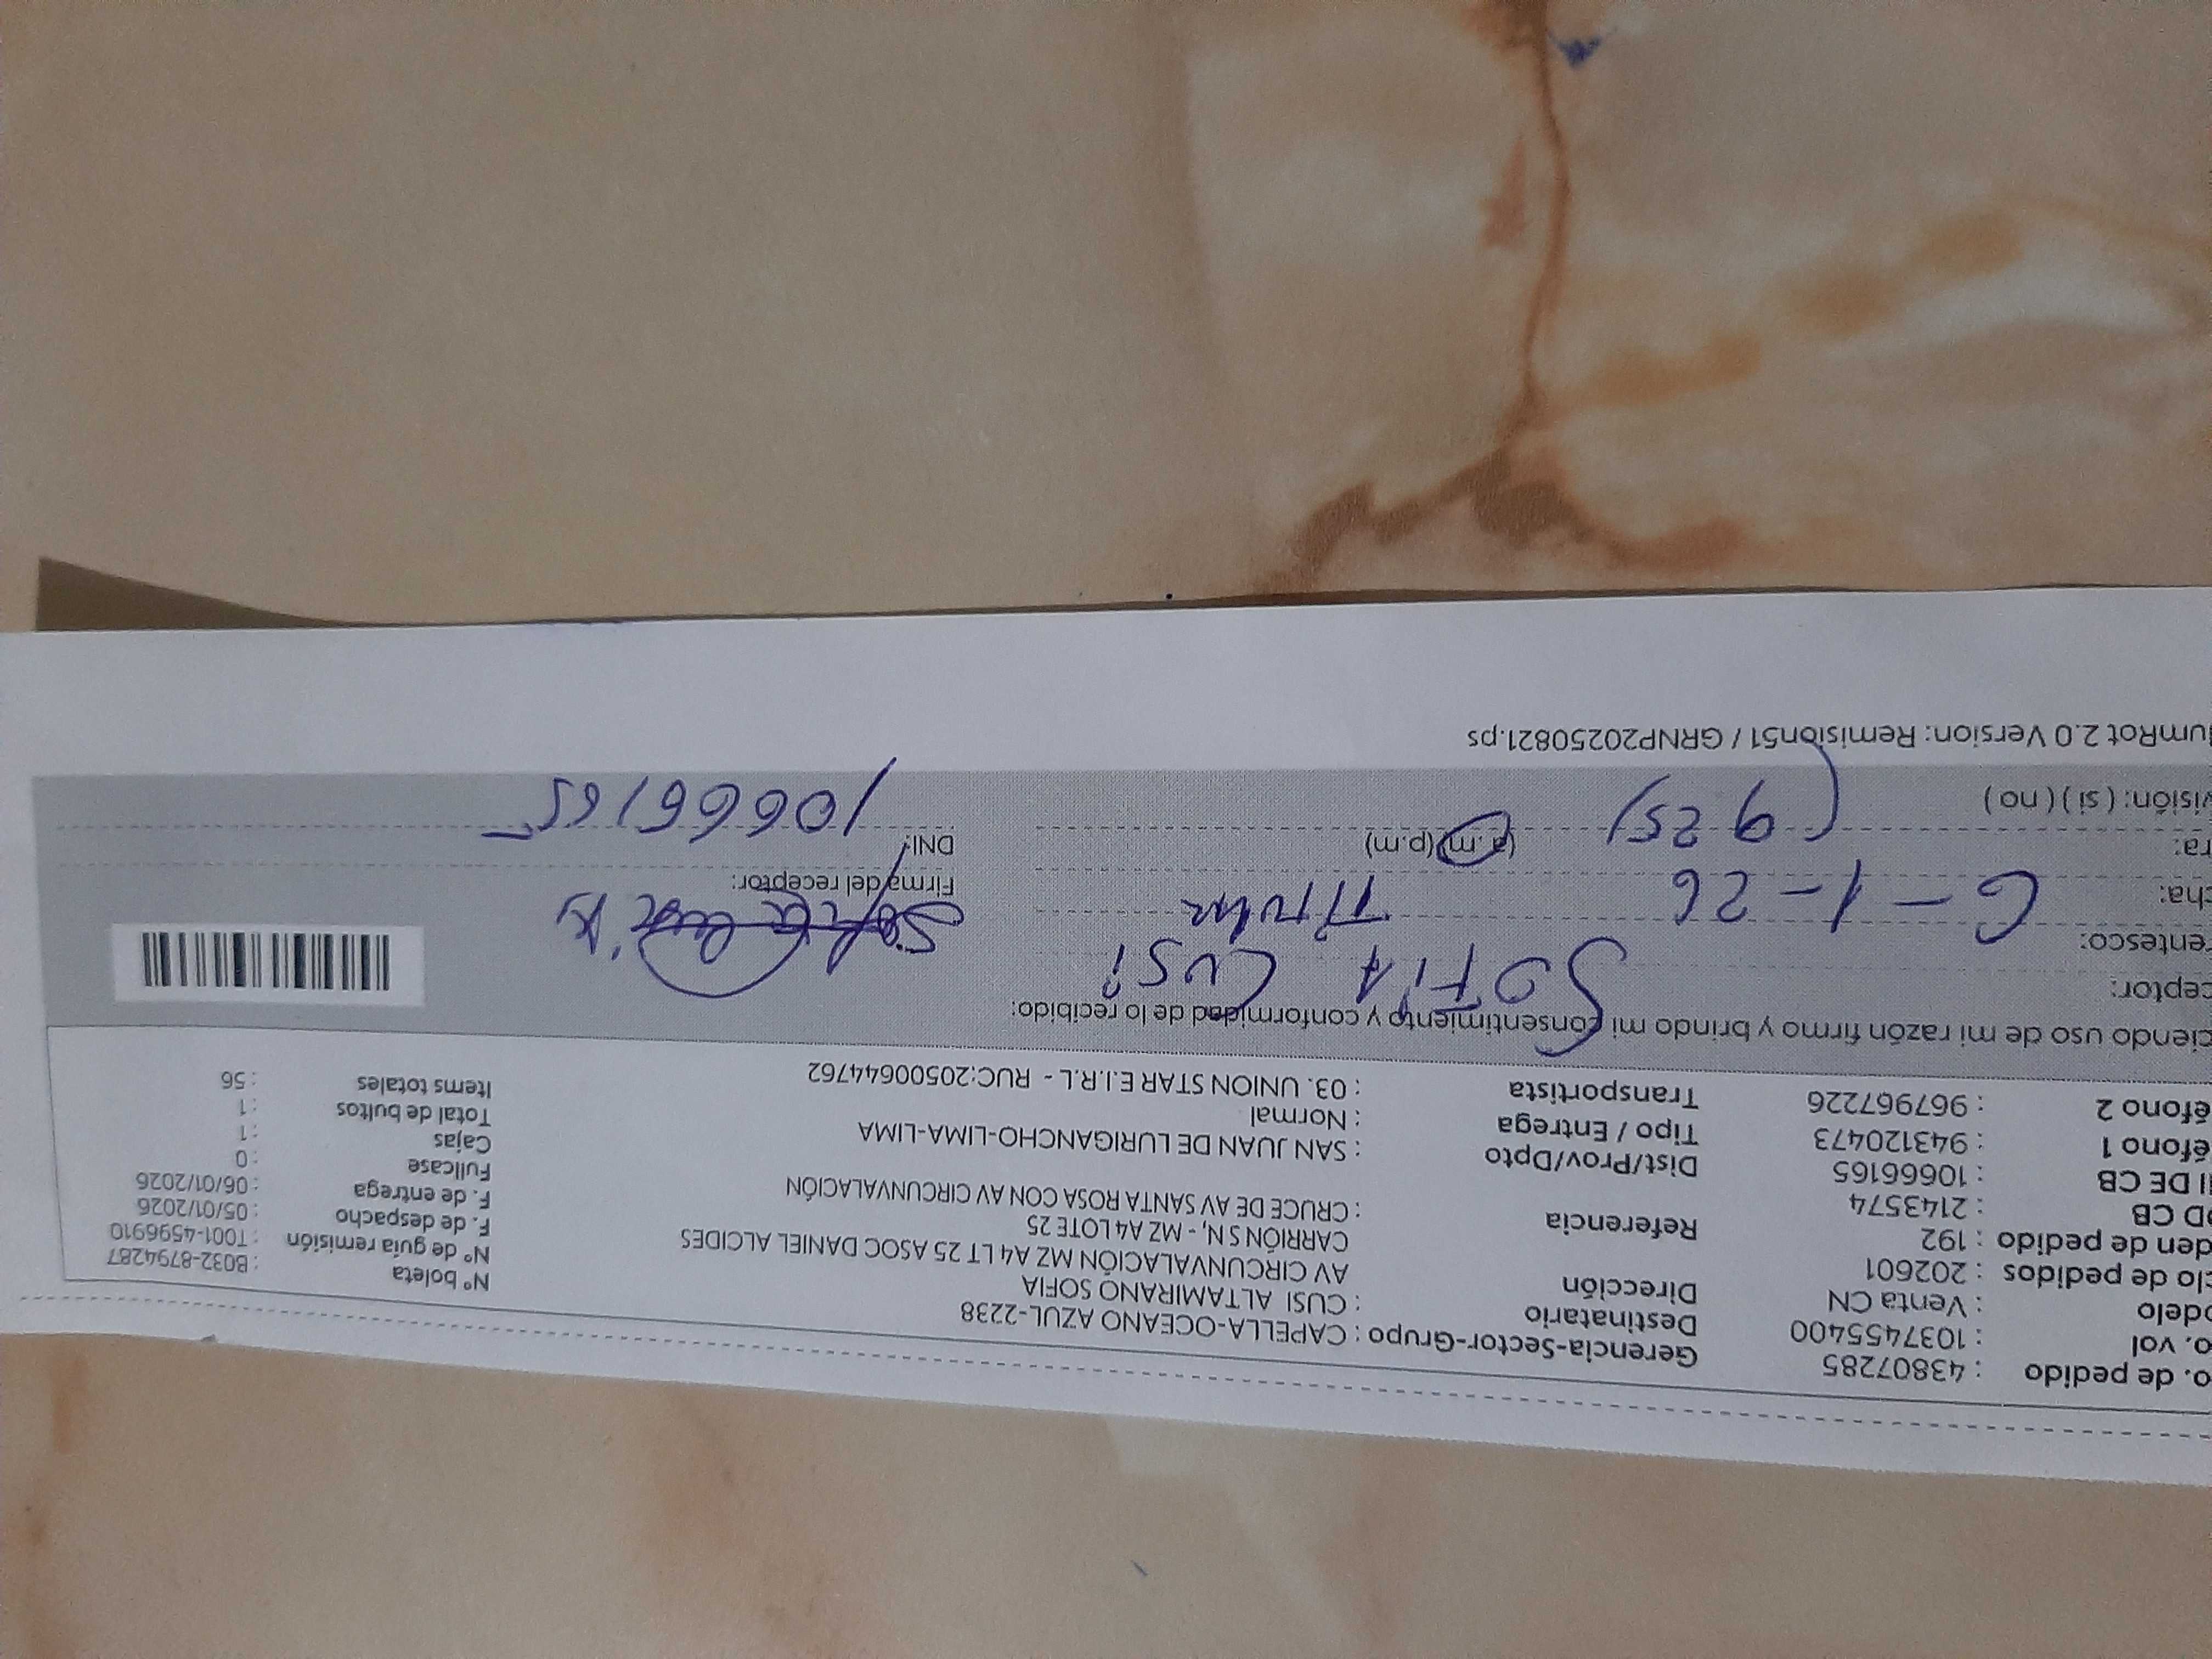 o. de pedido : 43807285
o. vol : 1037455400
odelo : Venta CN
clo de pedidos : 202601
den de pedido : 192
OD CB : 2143574
I DE CB : 10666165
éfono 1 : 943120473
éfono 2 : 967967226
Gerencia-Sector-Grupo : CAPELLA-OCEANO AZUL-2238
Destinatario : CUSI ALTAMIRANO SOFIA
Dirección AV CIRCUNVALACIÓN MZ A4 LT 25 ASOC DANIEL ALCIDES
CARRIÓN S N, - MZ A4 LOTE 25
Referencia : CRUCE DE AV SANTA ROSA CON AV CIRCUNVALACIÓN
Dist/Prov/Dpto : SAN JUAN DE LURIGANCHO-LIMA-LIMA
Tipo / Entrega : Normal
Transportista : 03. UNION STAR E.I.R.L - RUC:20500644762
Nº boleta : B032-8794287
Nº de guía remisión : T001-4596910
F. de despacho : 05/01/2026
F. de entrega : 06/01/2026
Fullcase : 0
Cajas : 1
Total de bultos : 1
Items totales : 56
ciendo uso de mi razón firmo y brindo mi consentimiento y conformidad de lo recibido:
ceptor: SOFIA CUSI
rentesco:
cha: 6-1-26
ra: (9 25) (a.m) (p.m)
visión: ( si ) ( no )
Firma del receptor:
DNI: 10666165
umRot 2.0 Version: Remision51 / GRNP20250821.ps